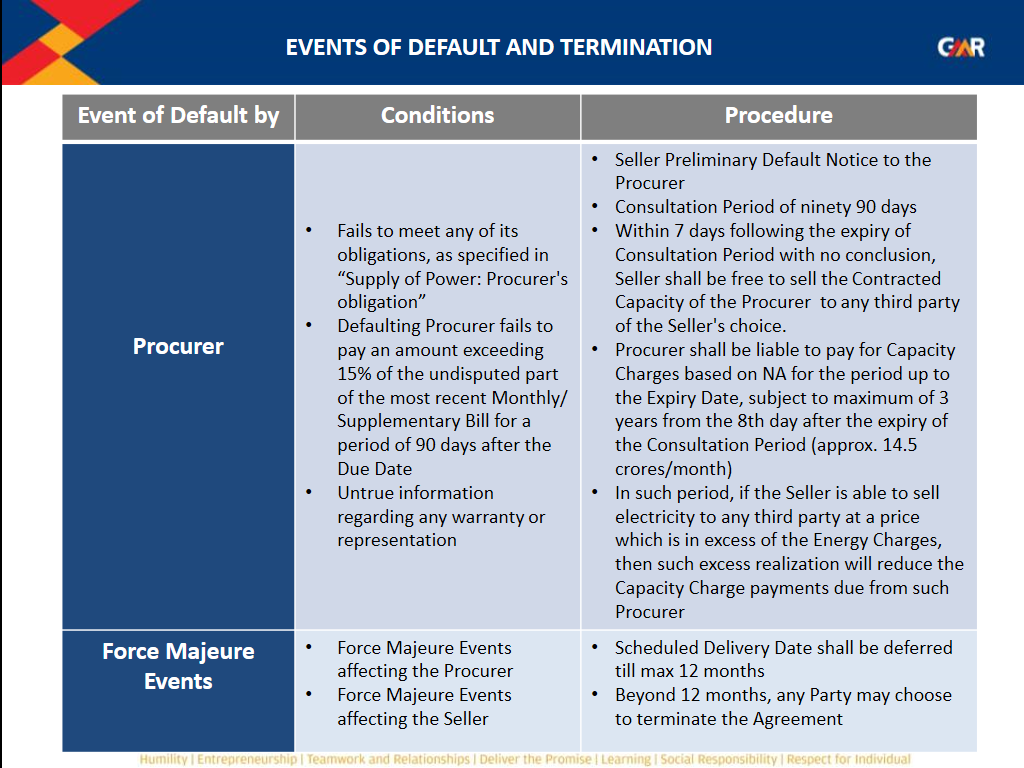 EVENTS OF DEFAULT AND TERMINATION
GMR
Event of Default by
Conditions
Procedure
Procurer
• Fails to meet any of its
obligations, as specified in
“Supply of Power: Procurer's
obligation”
• Defaulting Procurer fails to
pay an amount exceeding
15% of the undisputed part
of the most recent Monthly/
Supplementary Bill for a
period of 90 days after the
Due Date
• Untrue information
regarding any warranty or
representation
• Seller Preliminary Default Notice to the
Procurer
• Consultation Period of ninety 90 days
• Within 7 days following the expiry of
Consultation Period with no conclusion,
Seller shall be free to sell the Contracted
Capacity of the Procurer to any third party
of the Seller's choice.
• Procurer shall be liable to pay for Capacity
Charges based on NA for the period up to
the Expiry Date, subject to maximum of 3
years from the 8th day after the expiry of
the Consultation Period (approx. 14.5
crores/month)
• In such period, if the Seller is able to sell
electricity to any third party at a price
which is in excess of the Energy Charges,
then such excess realization will reduce the
Capacity Charge payments due from such
Procurer
Force Majeure
Events
• Force Majeure Events
affecting the Procurer
• Force Majeure Events
affecting the Seller
• Scheduled Delivery Date shall be deferred
till max 12 months
• Beyond 12 months, any Party may choose
to terminate the Agreement
Humility | Entrepreneurship | Teamwork and Relationships | Deliver the Promise | Learning | Social Responsibility | Respect for Individual